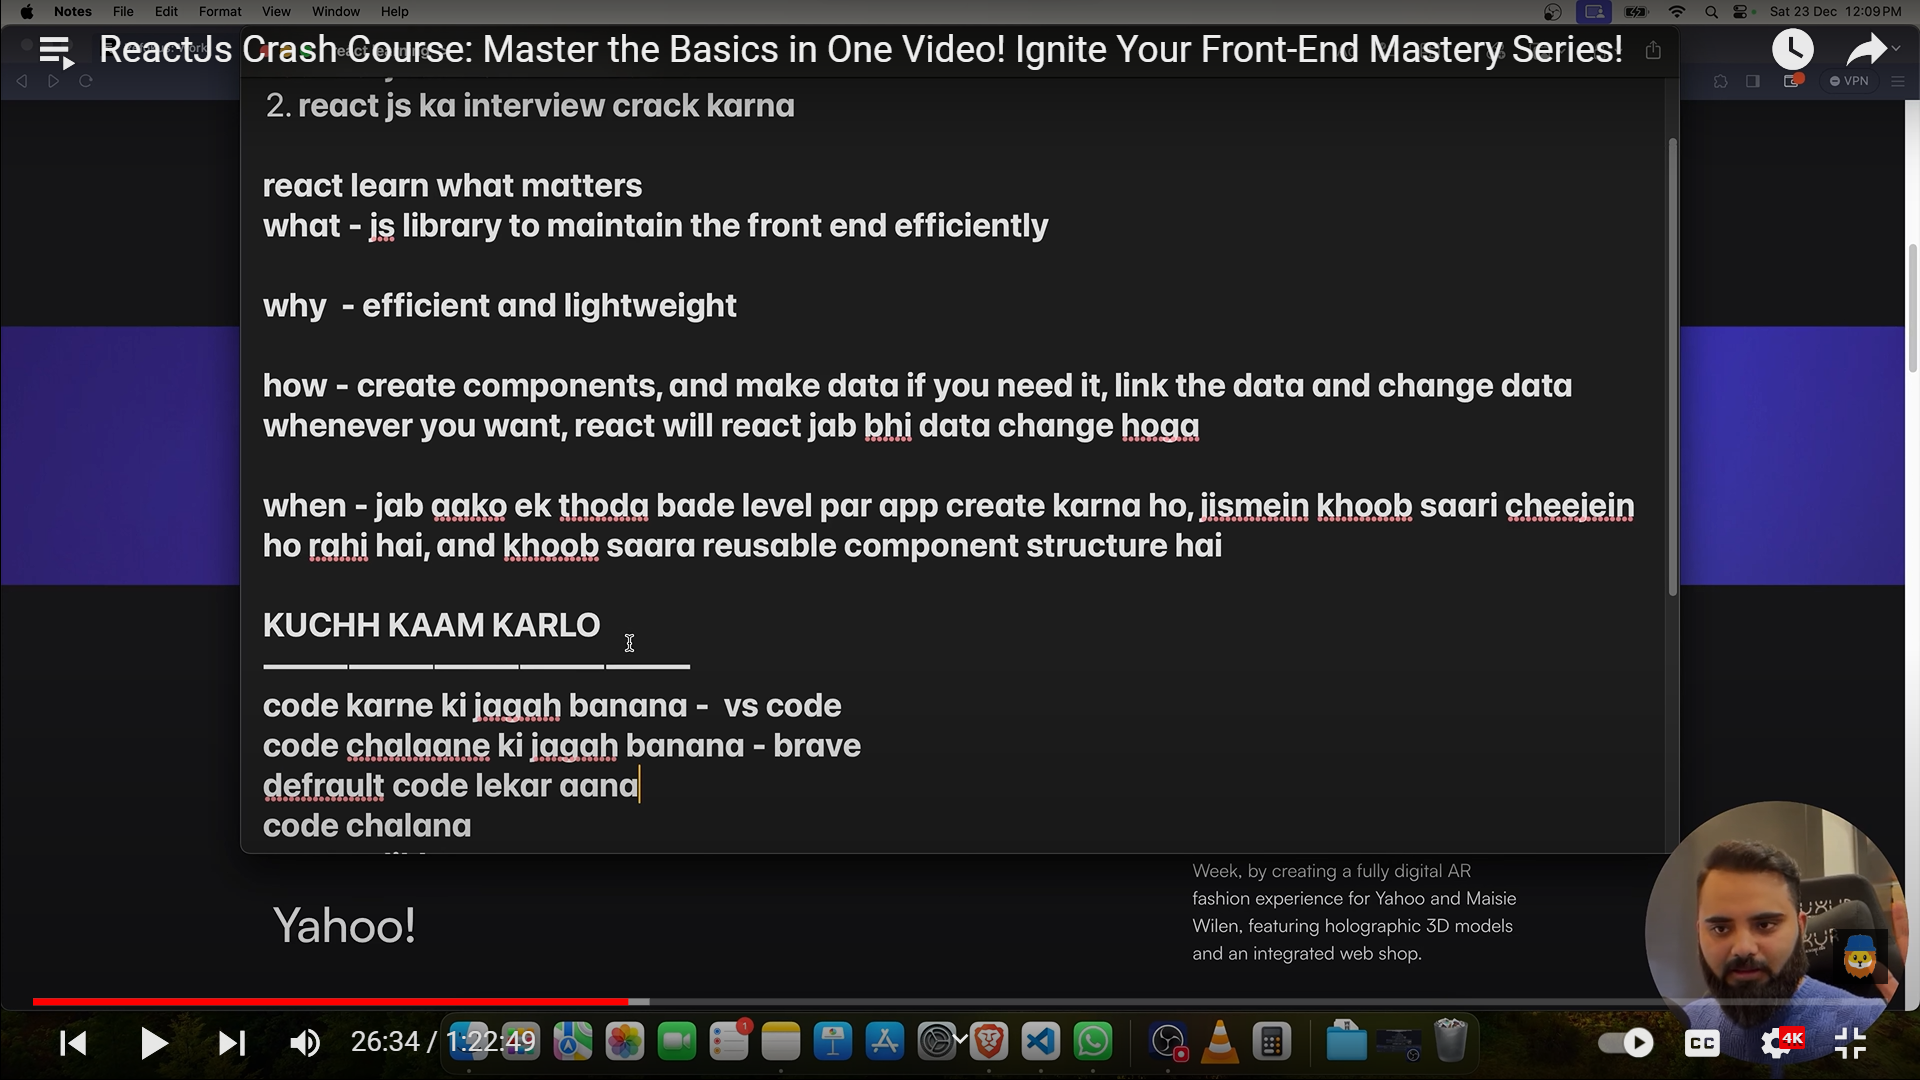 Notes File Edit Format View Window Help Sat 23 Dec 12:09 PM
ReactJs Crash Course: Master the Basics in One Video! Ignite Your Front-End Mastery Series!
VPN
2. react js ka interview crack karna
react learn what matters
what - js library to maintain the front end efficiently
why - efficient and lightweight
how - create components, and make data if you need it, link the data and change data
whenever you want, react will react jab bhi data change hoga
when - jab aako ek thoda bade level par app create karna ho, jismein khoob saari cheejein
ho rahi hai, and khoob saara reusable component structure hai
KUCHH KAAM KARLO
code karne ki jagah banana - vs code
code chalaane ki jagah banana - brave
defrault code lekar aana
code chalana
Week, by creating a fully digital AR
fashion experience for Yahoo and Maisie
Wilen, featuring holographic 3D models
and an integrated web shop.
Yahoo!
26:34 / 1:22:49
1
CC
4K